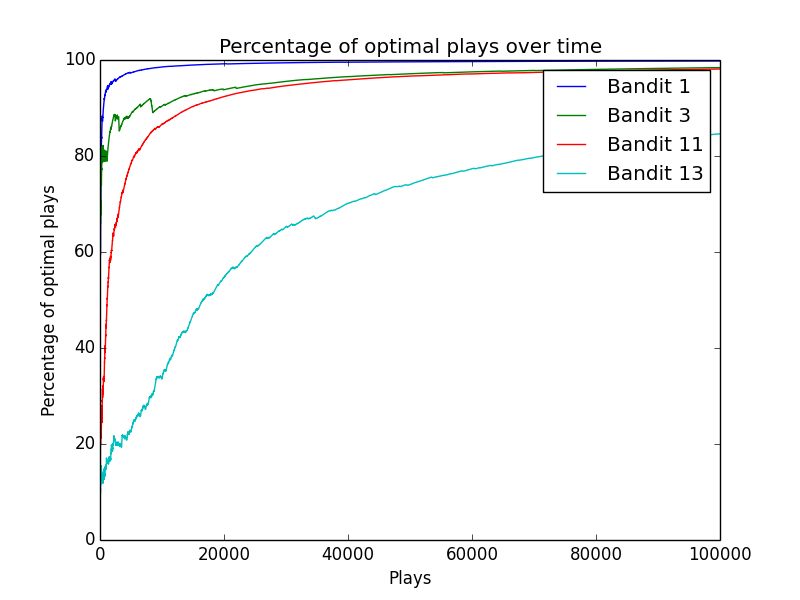 Percentage of optimal plays over time
Percentage of optimal plays
100
80
60
40
20
0
Bandit 1
Bandit 3
Bandit 11
Bandit 13
0 20000 40000 60000 80000 100000
Plays